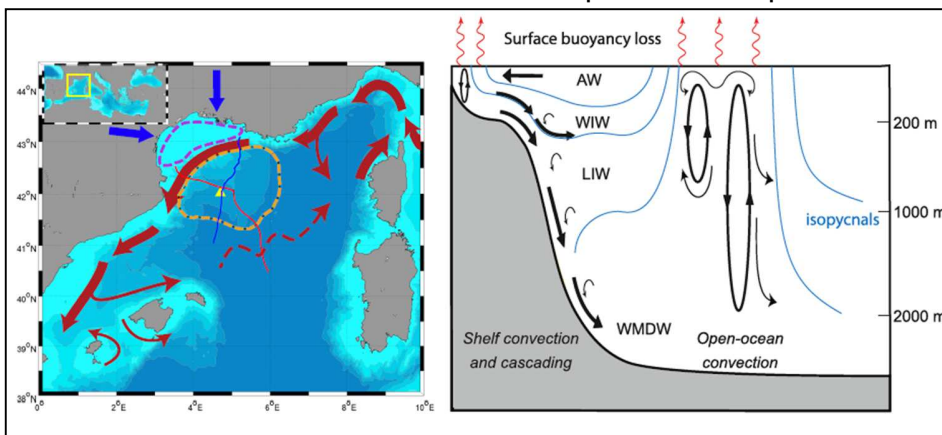 44°N
43°N
42°N
41°N
40°N
39°N
38°N
0°
2°E
4°E
6°E
8°E
10°E
Surface buoyancy loss
AW
WIW
LIW
WMDW
isopycnals
200 m
1000 m
2000 m
Shelf convection
and cascading
Open-ocean
convection